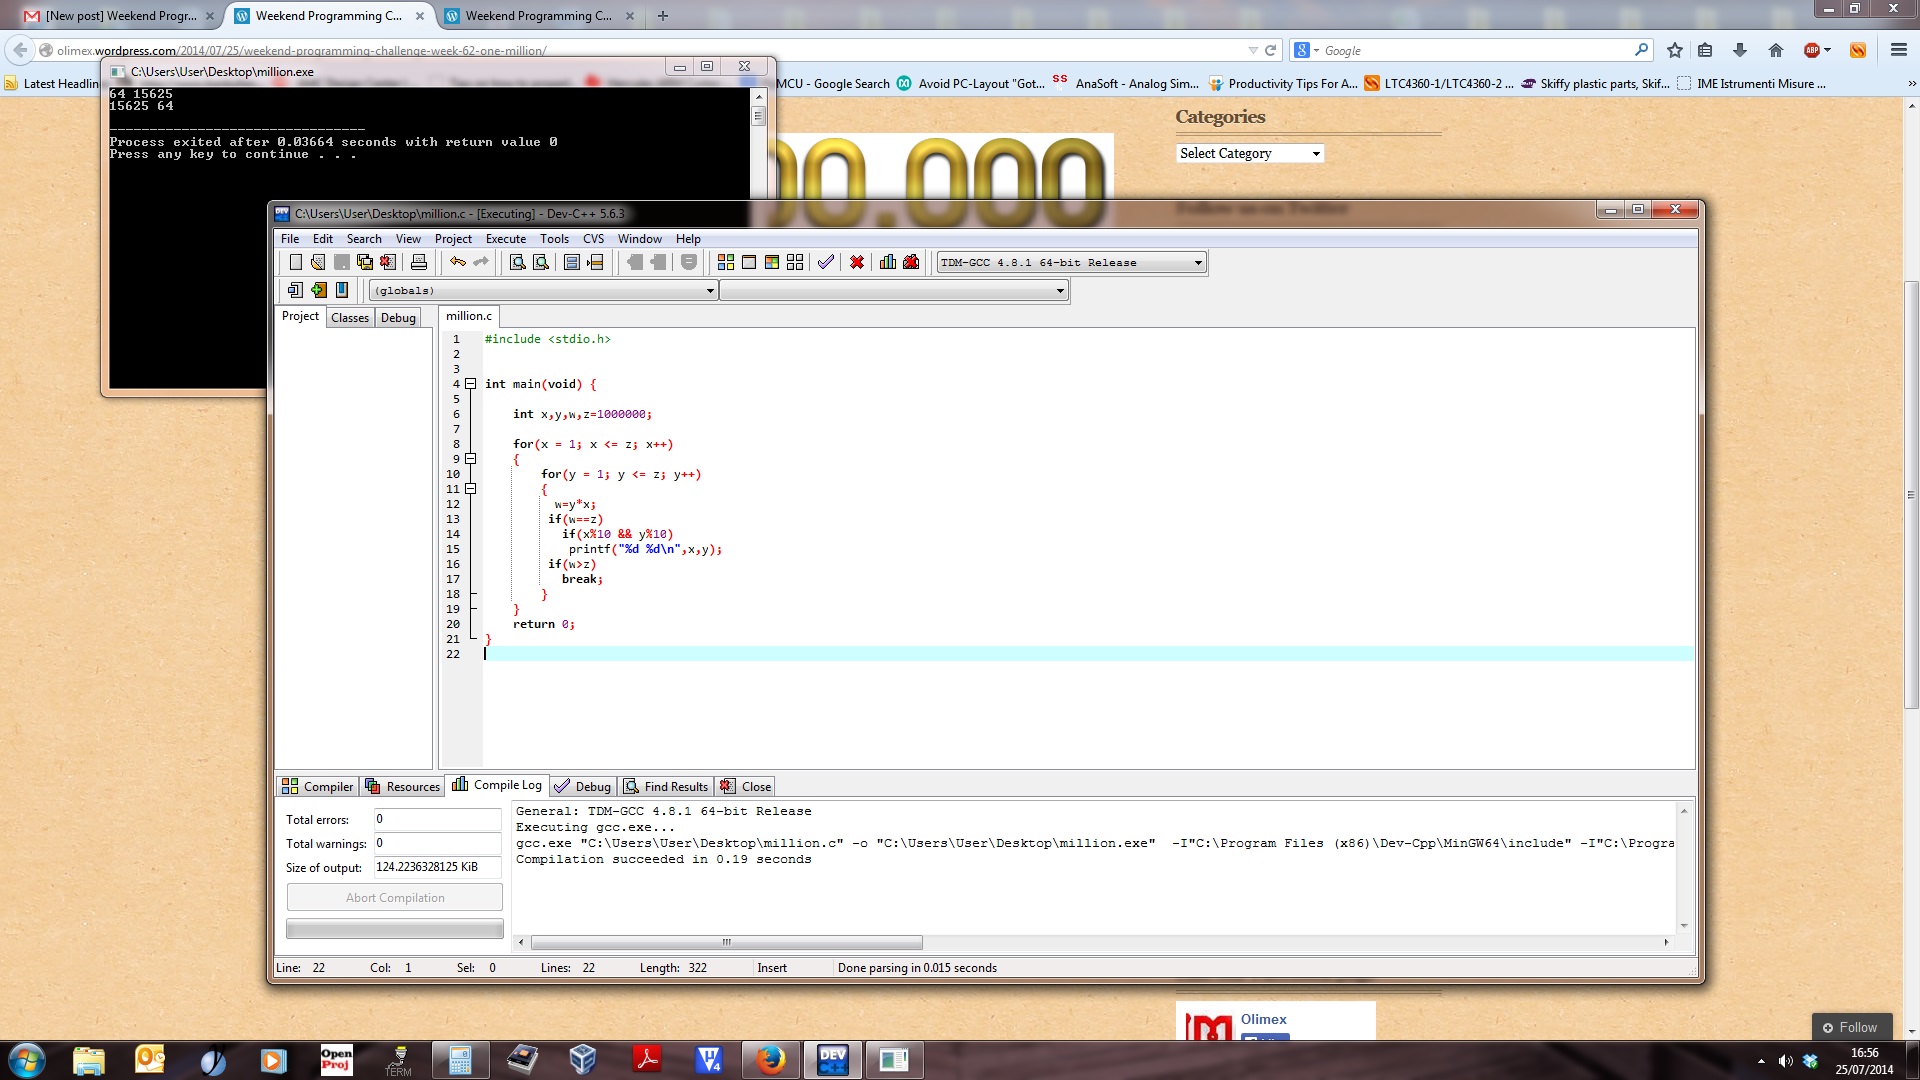 [New post] Weekend Progr...
Weekend Programming C...
Weekend Programming C...
olimex.wordpress.com/2014/07/25/weekend-programming-challenge-week-62-one-million/
Google
Latest Headlin
MCU - Google Search
Avoid PC-Layout "Got...
AnaSoft - Analog Sim...
Productivity Tips For A...
LTC4360-1/LTC4360-2 ...
Skiffy plastic parts, Skif...
IME Istrumenti Misure ...
C:\Users\User\Desktop\million.exe
64 15625
15625 64
--------------------------------
Process exited after 0.03664 seconds with return value 0
Press any key to continue . . .
00.000
Categories
Select Category
Follow us on Twitter
C:\Users\User\Desktop\million.c - [Executing] - Dev-C++ 5.6.3
File Edit Search View Project Execute Tools CVS Window Help
TDM-GCC 4.8.1 64-bit Release
(globals)
Project Classes Debug
million.c
1 #include <stdio.h>
2
3
4 int main(void) {
5
6 int x,y,w,z=1000000;
7
8 for(x = 1; x <= z; x++)
9 {
10 for(y = 1; y <= z; y++)
11 {
12 w=y*x;
13 if(w==z)
14 if(x%10 && y%10)
15 printf("%d %d\n",x,y);
16 if(w>z)
17 break;
18 }
19 }
20 return 0;
21 }
22
Compiler Resources Compile Log Debug Find Results Close
Total errors: 0
Total warnings: 0
Size of output: 124.2236328125 KiB
Abort Compilation
General: TDM-GCC 4.8.1 64-bit Release
Executing gcc.exe...
gcc.exe "C:\Users\User\Desktop\million.c" -o "C:\Users\User\Desktop\million.exe" -I"C:\Program Files (x86)\Dev-Cpp\MinGW64\include" -I"C:\Progra
Compilation succeeded in 0.19 seconds
Line: 22 Col: 1 Sel: 0 Lines: 22 Length: 322 Insert Done parsing in 0.015 seconds
Olimex
Follow
Open
Proj
TERM
V4
DEV
C++
16:56
25/07/2014